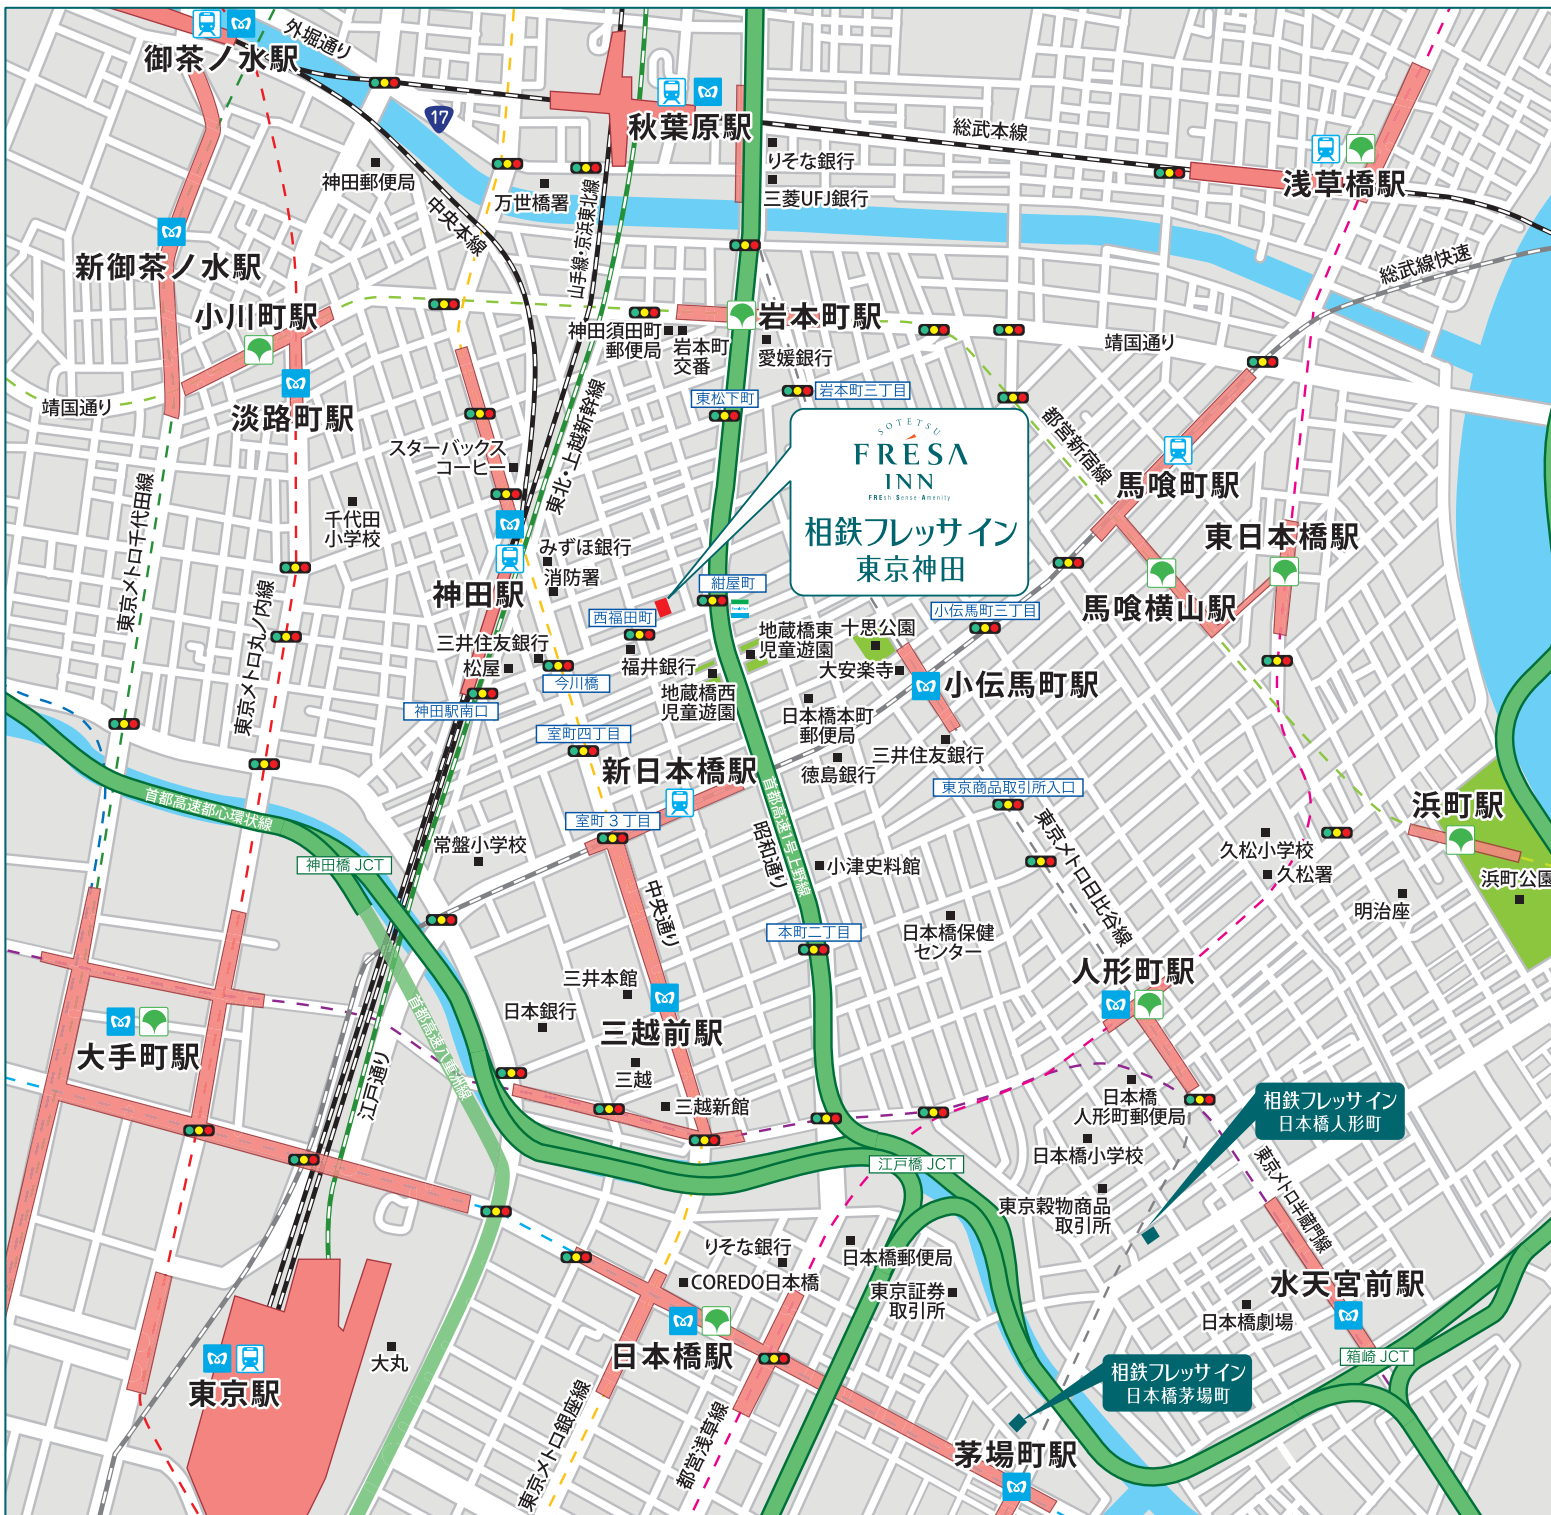 外堀通り
御茶ノ水駅
17
秋葉原駅
神田郵便局
万世橋署
りそな銀行
三菱UFJ銀行
総武本線
浅草橋駅
中央本線
山手線・京浜東北線
総武線快速
新御茶ノ水駅
小川町駅
神田須田町
郵便局
岩本町
交番
岩本町駅
愛媛銀行
靖国通り
靖国通り
淡路町駅
東松下町
岩本町三丁目
都営新宿線
スターバックス
コーヒー
東北・上越新幹線
SOTETSU
FRESA
INN
FREsh Sense Amenity
相鉄フレッサイン
東京神田
馬喰町駅
東日本橋駅
馬喰横山駅
東京メトロ千代田線
千代田
小学校
東京メトロ丸ノ内線
神田駅
みずほ銀行
消防署
紺屋町
西福田町
小伝馬町三丁目
三井住友銀行
松屋
福井銀行
今川橋
神田駅南口
地蔵橋東
児童遊園
地蔵橋西
児童遊園
十思公園
大安楽寺
小伝馬町駅
日本橋本町
郵便局
三井住友銀行
徳島銀行
室町四丁目
新日本橋駅
室町3丁目
東京商品取引所入口
首都高速都心環状線
神田橋 JCT
常盤小学校
首都高速1号上野線
昭和通り
小津史料館
東京メトロ日比谷線
浜町駅
浜町公園
久松小学校
久松署
明治座
中央通り
本町二丁目
日本橋保健
センター
人形町駅
三井本館
日本銀行
三越前駅
三越
三越新館
大手町駅
首都高速八重洲線
江戸通り
日本橋
人形町郵便局
日本橋小学校
相鉄フレッサイン
日本橋人形町
江戸橋 JCT
東京穀物商品
取引所
東京メトロ半蔵門線
りそな銀行
COREDO日本橋
日本橋郵便局
東京証券
取引所
水天宮前駅
日本橋劇場
箱崎 JCT
日本橋駅
大丸
東京駅
相鉄フレッサイン
日本橋茅場町
東京メトロ銀座線
都営浅草線
茅場町駅